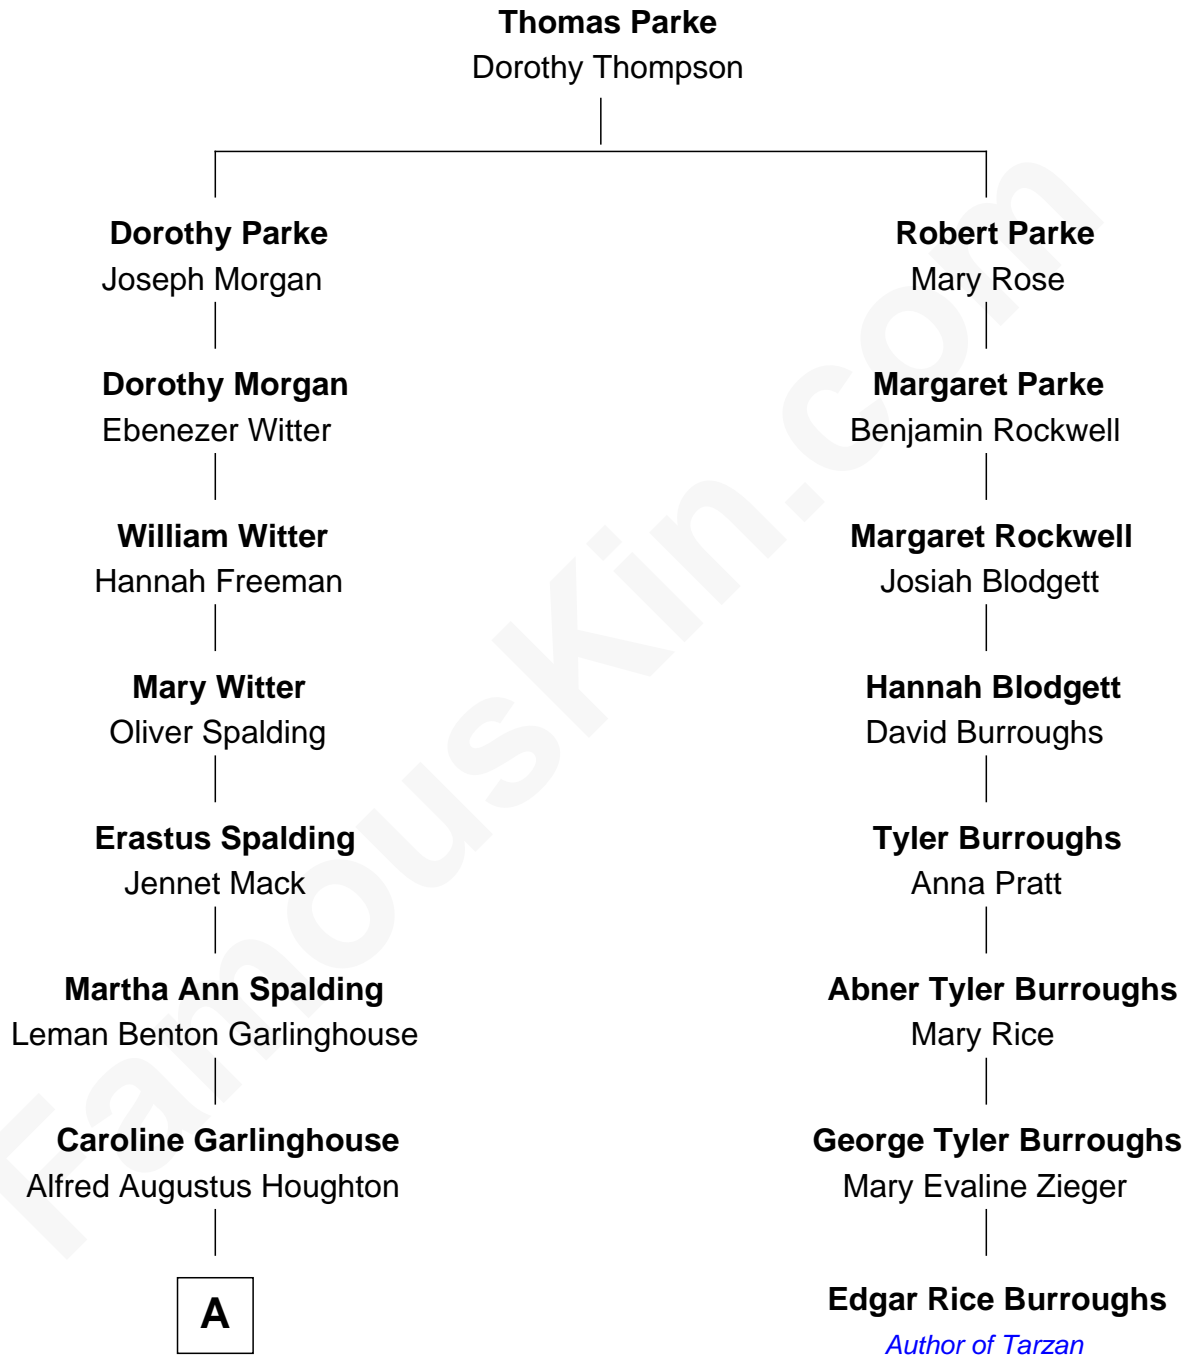 Thomas Parke
Dorothy Thompson
Dorothy Parke
Joseph Morgan
Robert Parke
Mary Rose
Dorothy Morgan
Ebenezer Witter
Margaret Parke
Benjamin Rockwell
William Witter
Hannah Freeman
Margaret Rockwell
Josiah Blodgett
Mary Witter
Oliver Spalding
Hannah Blodgett
David Burroughs
Erastus Spalding
Jennet Mack
Tyler Burroughs
Anna Pratt
Martha Ann Spalding
Leman Benton Garlinghouse
Abner Tyler Burroughs
Mary Rice
Caroline Garlinghouse
Alfred Augustus Houghton
George Tyler Burroughs
Mary Evaline Zieger
A
Edgar Rice Burroughs
Author of Tarzan
FamousKin.com